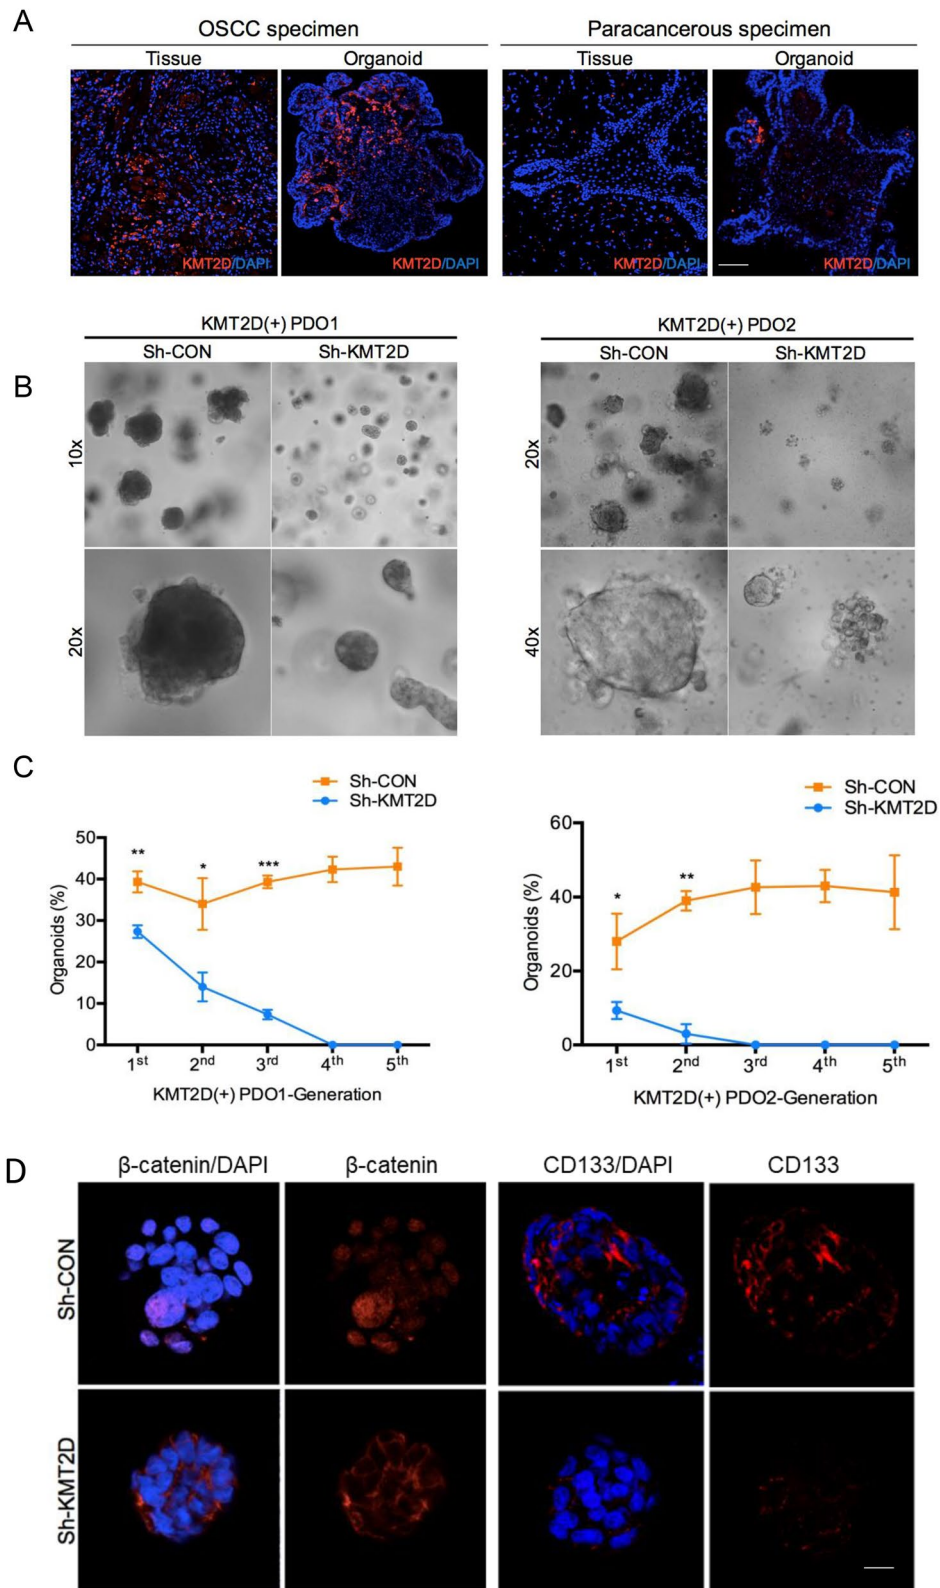 A
OSCC specimen
Paracancerous specimen
Tissue
Organoid
Tissue
Organoid
KMT2D/DAPI
KMT2D/DAPI
KMT2D/DAPI
KMT2D/DAPI
B
KMT2D(+) PDO1
KMT2D(+) PDO2
Sh-CON
Sh-KMT2D
Sh-CON
Sh-KMT2D
10x
20x
20x
40x
C
Sh-CON
Sh-KMT2D
50
40
30
20
10
0
Organoids (%)
**
*
***
1st
2nd
3rd
4th
5th
KMT2D(+) PDO1-Generation
Sh-CON
Sh-KMT2D
60
40
20
0
Organoids (%)
*
**
1st
2nd
3rd
4th
5th
KMT2D(+) PDO2-Generation
D
β-catenin/DAPI
β-catenin
CD133/DAPI
CD133
Sh-CON
Sh-KMT2D